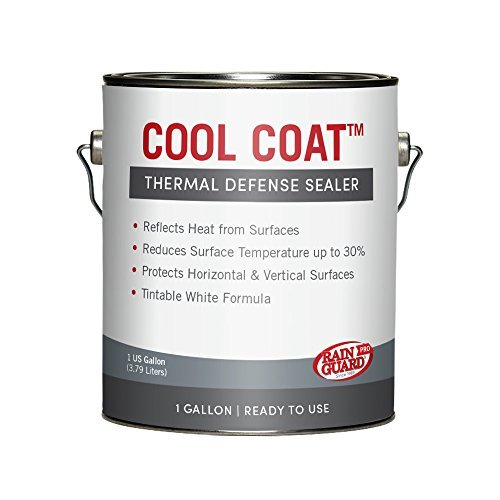 COOL COAT™
THERMAL DEFENSE SEALER
• Reflects Heat from Surfaces
• Reduces Surface Temperature up to 30%
• Protects Horizontal & Vertical Surfaces
• Tintable White Formula
1 US Gallon
(3.79 Liters)
RAIN PRO
GUARD
1 GALLON | READY TO USE